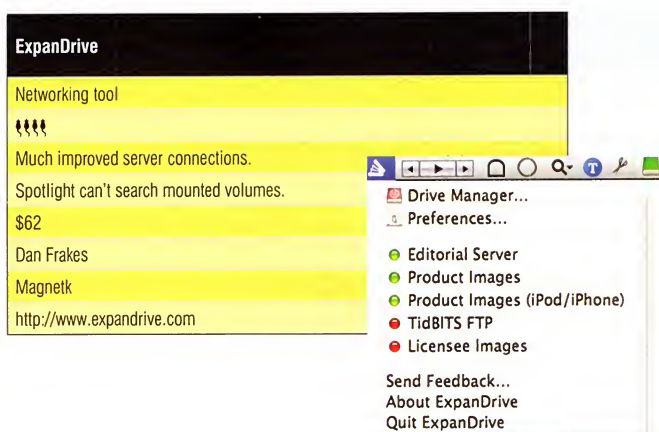 ExpanDrive
Networking tool
Much improved server connections.
Spotlight can't search mounted volumes.
$62
Dan Frakes
Magnetk
http://www.expandrive.com
T
Drive Manager...
Preferences...
Editorial Server
Product Images
Product Images (iPod/iPhone)
TidBITS FTP
Licensee Images
Send Feedback...
About ExpanDrive
Quit ExpanDrive